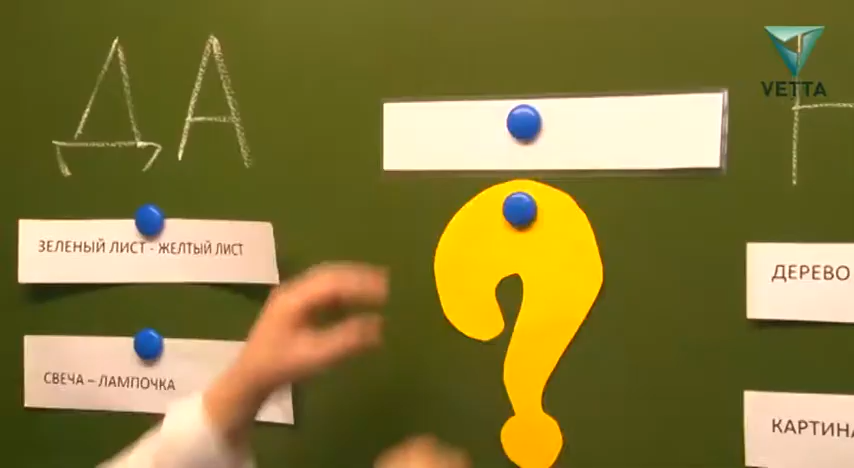 ДА
VETTA
ЗЕЛЕНЫЙ ЛИСТ - ЖЕЛТЫЙ ЛИСТ
ДЕРЕВО
СВЕЧА – ЛАМПОЧКА
КАРТИНА